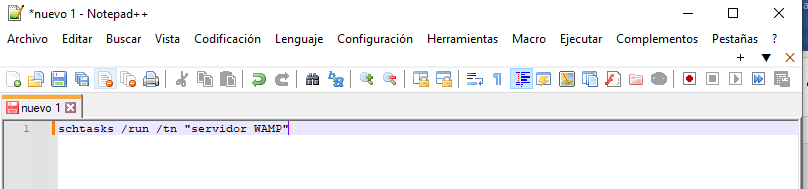 *nuevo 1 - Notepad++
Archivo Editar Buscar Vista Codificación Lenguaje Configuración Herramientas Macro Ejecutar Complementos Pestañas ?
nuevo 1
1 schtasks /run /tn "servidor WAMP"